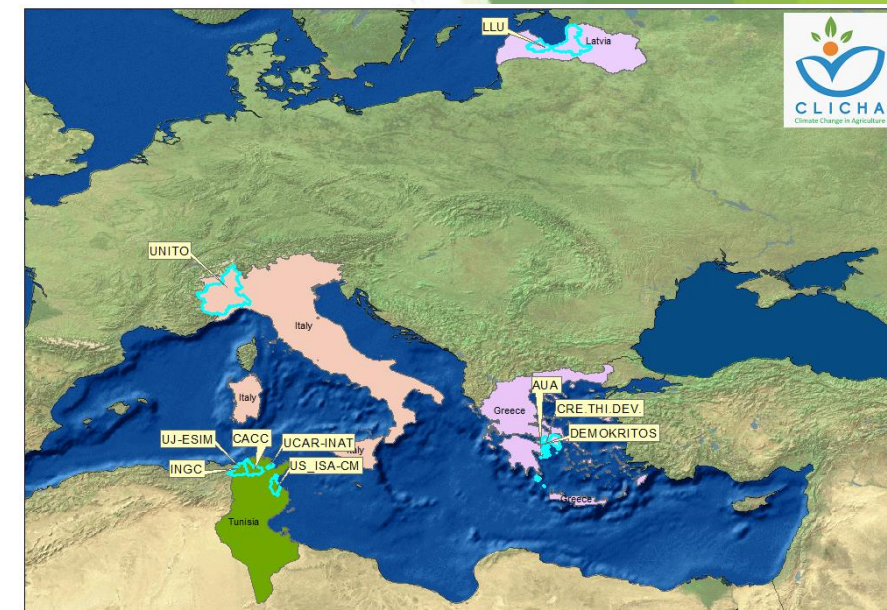 LLU
Latvia
CLICHA
Climate Change in Agriculture
UNITO
Italy
Italy
AUA
Greece
CRE.THI.DEV.
DEMOKRITOS
UJ-ESIM
CACC
UCAR-INAT
Italy
INGC
US_ISA-CM
Greece
Tunisia